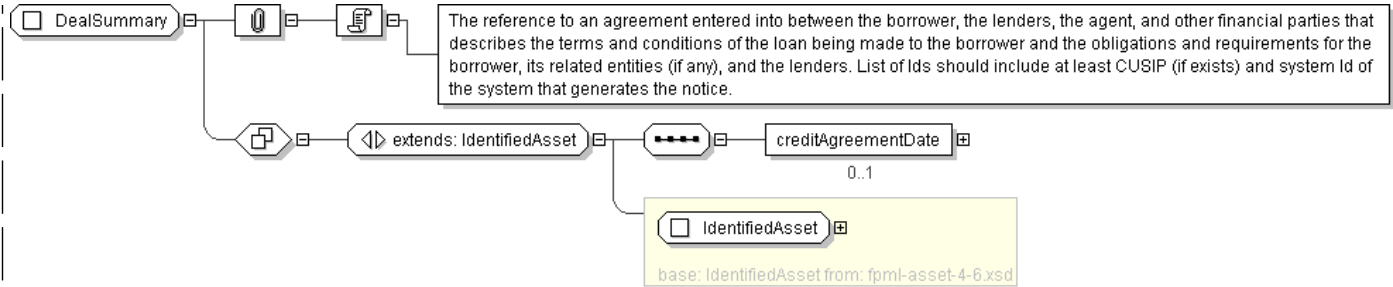 DealSummary
The reference to an agreement entered into between the borrower, the lenders, the agent, and other financial parties that
describes the terms and conditions of the loan being made to the borrower and the obligations and requirements for the
borrower, its related entities (if any), and the lenders. List of Ids should include at least CUSIP (if exists) and system Id of
the system that generates the notice.
extends: IdentifiedAsset
creditAgreementDate
0..1
IdentifiedAsset
base: IdentifiedAsset from: fpml-asset-4-6.xsd